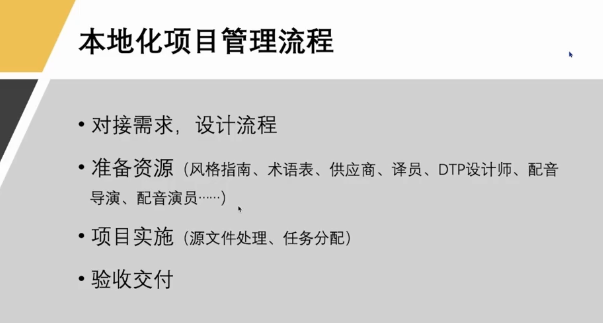 本地化项目管理流程
• 对接需求，设计流程
• 准备资源（风格指南、术语表、供应商、译员、DTP设计师、配音
导演、配音演员……）
• 项目实施（源文件处理、任务分配）
• 验收交付